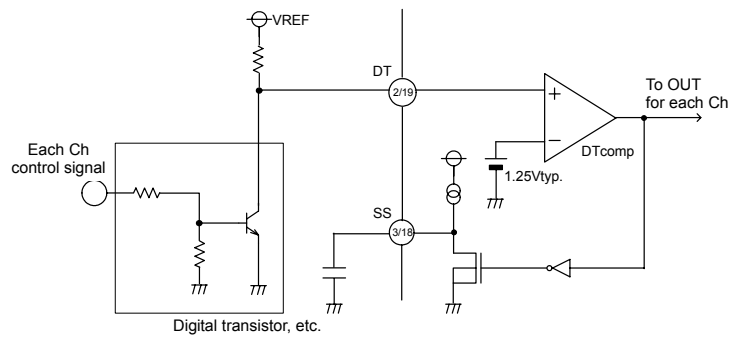 VREF
DT
2/19
To OUT
for each Ch
+
−
DTcomp
1.25Vtyp.
Each Ch
control signal
SS
3/18
Digital transistor, etc.